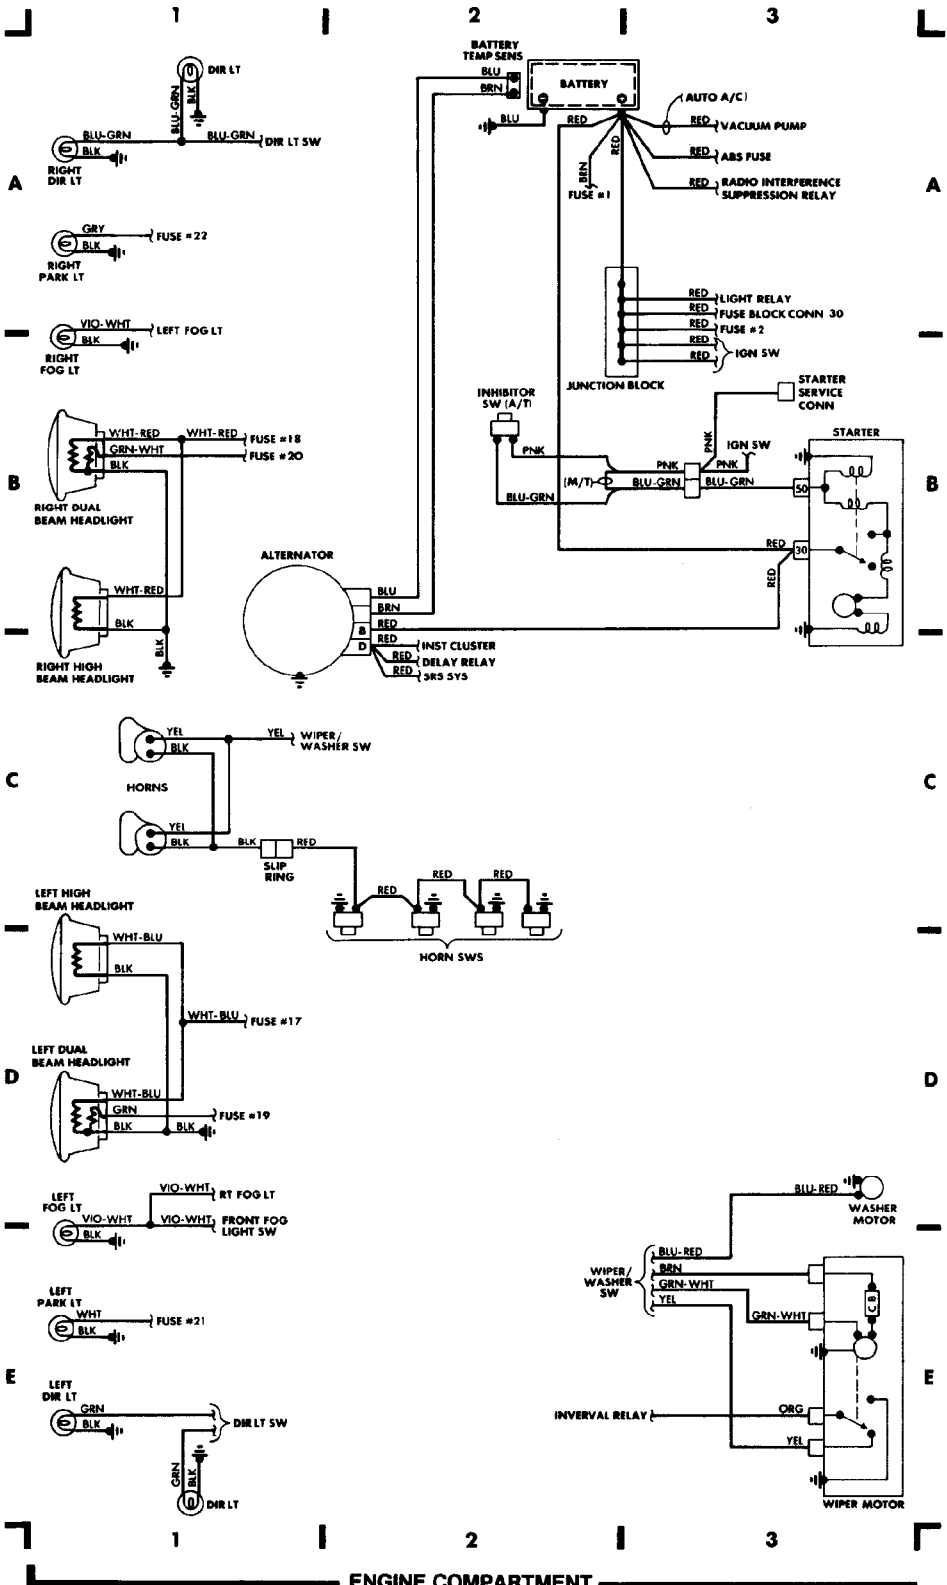 1 2 3
BATTERY
TEMP SENS
BLU
BRN
BATTERY
BLU
RED
BRN
FUSE #1
RED
(AUTO A/C)
RED VACUUM PUMP
RED ABS FUSE
RED RADIO INTERFERENCE
SUPPRESSION RELAY
DIR LT
BLU-GRN
BLK
BLU-GRN BLU-GRN DIR LT SW
BLK
RIGHT
DIR LT
A A
GRY FUSE #22
BLK
RIGHT
PARK LT
VIO-WHT LEFT FOG LT
BLK
RIGHT
FOG LT
RED LIGHT RELAY
RED FUSE BLOCK CONN 30
RED FUSE #2
RED
RED
IGN SW
JUNCTION BLOCK
INHIBITOR
SW (A/T)
STARTER
SERVICE
CONN
STARTER
PNK
PNK
PNK
PNK
IGN SW
(M/T)
BLU-GRN
BLU-GRN
BLU-GRN
50
RED 30
RED
WHT-RED WHT-RED FUSE #18
GRN-WHT FUSE #20
BLK
B B
RIGHT DUAL
BEAM HEADLIGHT
WHT-RED
BLK
BLK
RIGHT HIGH
BEAM HEADLIGHT
ALTERNATOR
BLU
BRN
B RED
D RED INST CLUSTER
RED DELAY RELAY
RED SRS SYS
YEL YEL WIPER/
WASHER SW
BLK
HORNS
C C
YEL
BLK BLK RED
SLIP
RING
RED
RED
RED
HORN SWS
LEFT HIGH
BEAM HEADLIGHT
WHT-BLU
BLK
WHT-BLU FUSE #17
LEFT DUAL
BEAM HEADLIGHT
D D
WHT-BLU
GRN FUSE #19
BLK BLK
VIO-WHT RT FOG LT
LEFT
FOG LT
VIO-WHT VIO-WHT FRONT FOG
LIGHT SW
BLK
BLU-RED
WASHER
MOTOR
WIPER/
WASHER
SW
BLU-RED
BRN
GRN-WHT
YEL
C B
GRN-WHT
LEFT
PARK LT
WHT FUSE #21
BLK
E E
LEFT
DIR LT
GRN
BLK
DIR LT SW
GRN
BLK
DIR LT
INVERVAL RELAY ORG
YEL
WIPER MOTOR
1 2 3
ENGINE COMPARTMENT